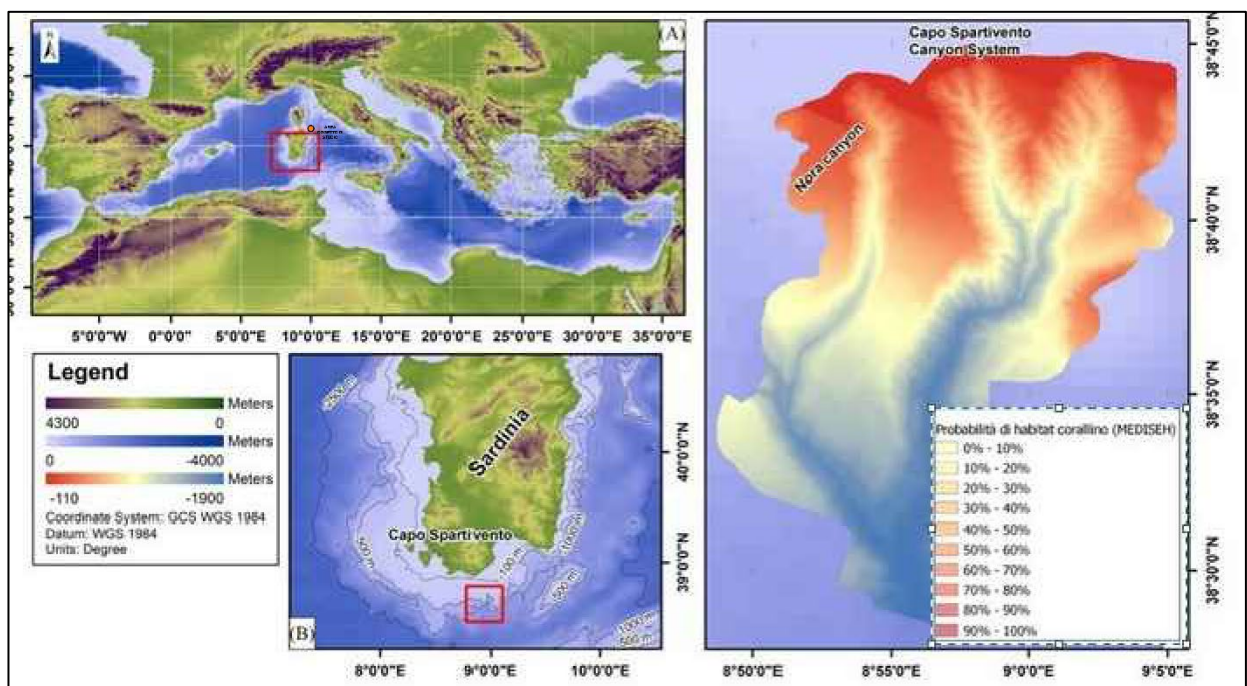 N
(A)
5°0'0"W
0°0'0"E
5°0'0"E
10°0'0"E
15°0'0"E
20°0'0"E
25°0'0"E
30°0'0"E
35°0'0"E
Legend
Meters
4300 0
Meters
0 -4000
Meters
-110 -1900
Coordinate System: GCS WGS 1984
Datum: WGS 1984
Units: Degree
Sardinia
Capo Spartivento
500 m
100 m
-1000 m
500 m
(B)
40°0'0"N
39°0'0"N
8°0'0"E
9°0'0"E
10°0'0"E
Capo Spartivento
Canyon System
Nora canyon
38°45'0"N
38°40'0"N
38°35'0"N
38°30'0"N
Probabilità di habitat corallino (MEDISEH)
0% - 10%
10% - 20%
20% - 30%
30% - 40%
40% - 50%
50% - 60%
60% - 70%
70% - 80%
80% - 90%
90% - 100%
8°50'0"E
8°55'0"E
9°0'0"E
9°5'0"E